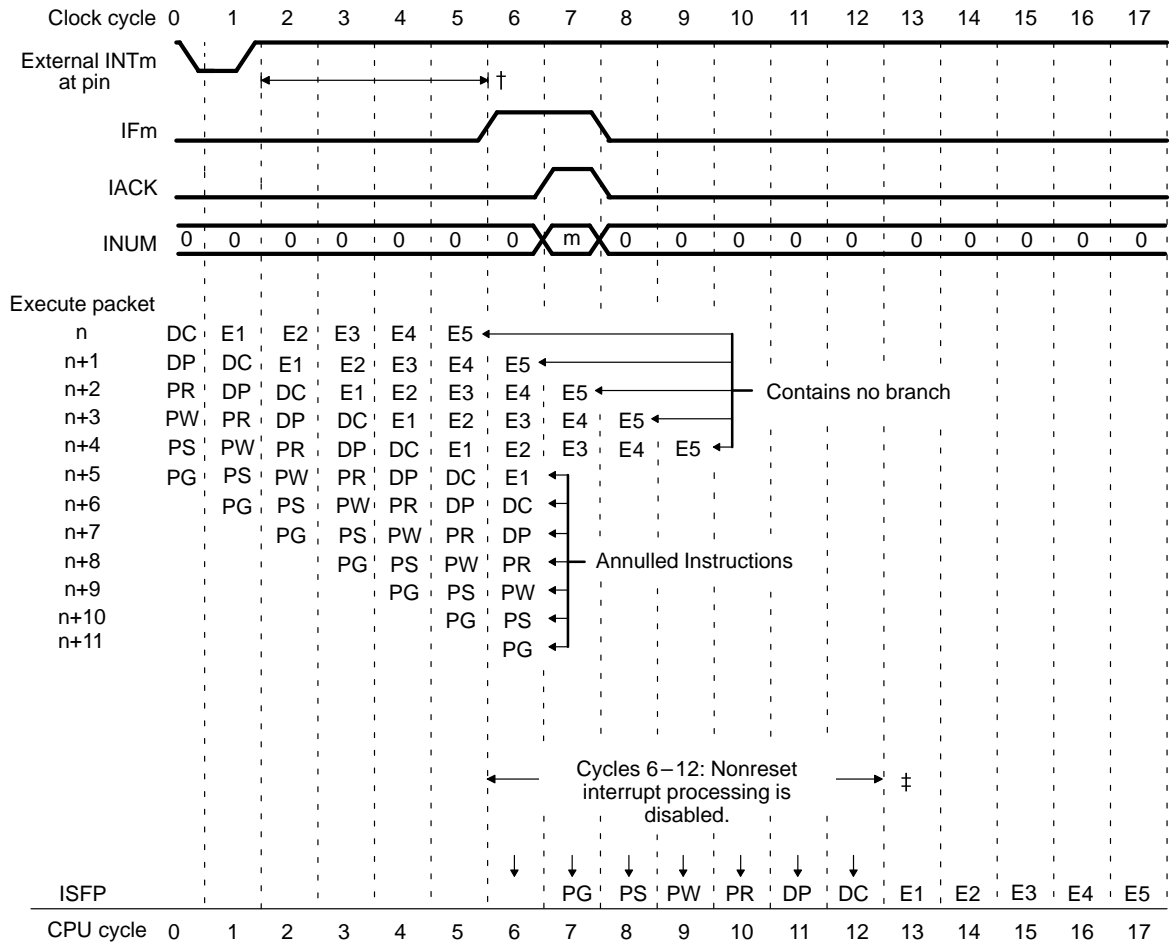 Clock cycle 0 1 2 3 4 5 6 7 8 9 10 11 12 13 14 15 16 17
External INTm
at pin
†
IFm
IACK
INUM 0 0 0 0 0 0 0 m 0 0 0 0 0 0 0 0 0 0
Execute packet
n DC E1 E2 E3 E4 E5
n+1 DP DC E1 E2 E3 E4 E5
n+2 PR DP DC E1 E2 E3 E4 E5 Contains no branch
n+3 PW PR DP DC E1 E2 E3 E4 E5
n+4 PS PW PR DP DC E1 E2 E3 E4 E5
n+5 PG PS PW PR DP DC E1
n+6 PG PS PW PR DP DC
n+7 PG PS PW PR DP
n+8 PG PS PW PR Annulled Instructions
n+9 PG PS PW
n+10 PG PS
n+11 PG
Cycles 6–12: Nonreset ‡
interrupt processing is
disabled.
ISFP PG PS PW PR DP DC E1 E2 E3 E4 E5
CPU cycle 0 1 2 3 4 5 6 7 8 9 10 11 12 13 14 15 16 17